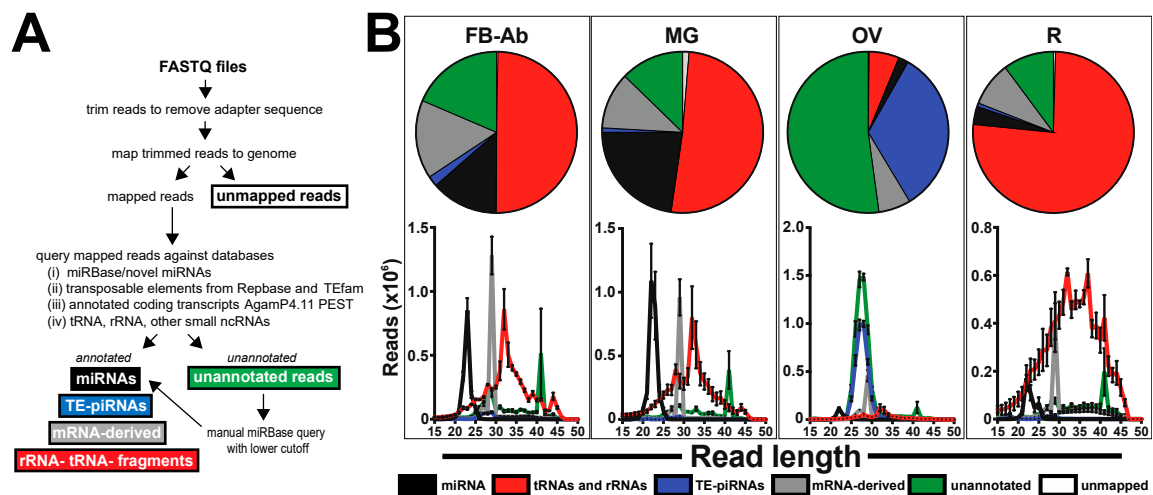 A
FASTQ files
trim reads to remove adapter sequence
map trimmed reads to genome
mapped reads
unmapped reads
query mapped reads against databases
(i) miRBase/novel miRNAs
(ii) transposable elements from Repbase and TEfam
(iii) annotated coding transcripts AgamP4.11 PEST
(iv) tRNA, rRNA, other small ncRNAs
annotated
miRNAs
TE-piRNAs
mRNA-derived
rRNA- tRNA- fragments
unannotated
unannotated reads
manual miRBase query
with lower cutoff
B
FB-Ab
MG
OV
R
Reads (x10⁶)
1.5
1.0
0.5
0
15 20 25 30 35 40 45 50
1.5
1.0
0.5
0
15 20 25 30 35 40 45 50
2.0
1.5
1.0
0.5
0
15 20 25 30 35 40 45 50
0.8
0.6
0.4
0.2
0
15 20 25 30 35 40 45 50
Read length
miRNA tRNAs and rRNAs TE-piRNAs mRNA-derived unannotated unmapped